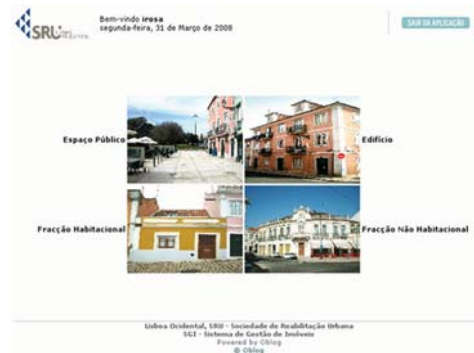 SRU
Bem-vindo irosa
segunda-feira, 31 de Março de 2008
SAIR DA APLICAÇÃO
Espaço Público
Edifício
Fracção Habitacional
Fracção Não Habitacional
Lisboa Ocidental, SRU - Sociedade de Reabilitação Urbana
SGI - Sistema de Gestão de Imóveis
Powered by Oblog
© Oblog